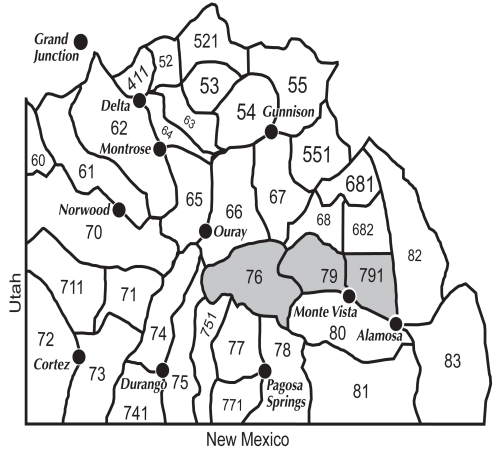 Grand
Junction
521
52
411
53
55
Delta
54
Gunnison
62
63
64
Montrose
551
60
61
681
65
67
Norwood
66
68
682
70
Ouray
82
76
79
791
711
71
Utah
Monte Vista
751
74
80
Alamosa
72
77
78
Cortez
73
83
Durango
75
Pagosa
Springs
81
741
771
New Mexico